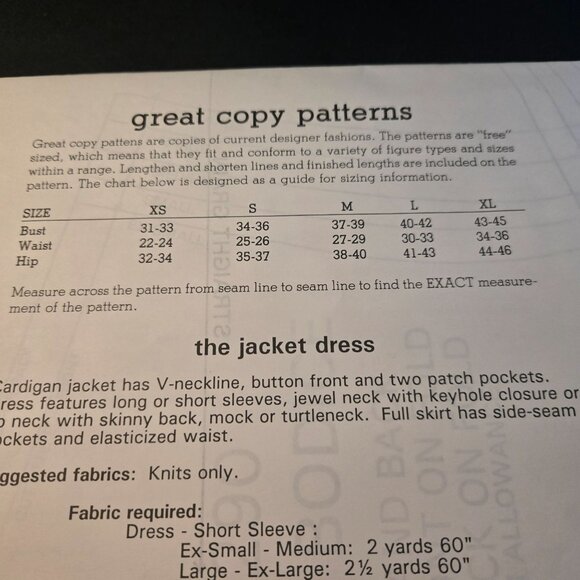 great copy patterns
Great copy pattens are copies of current designer fashions. The patterns are "free"
sized, which means that they fit and conform to a variety of figure types and sizes
within a range. Lengthen and shorten lines and finished lengths are included on the
pattern. The chart below is designed as a guide for sizing information.
SIZE XS S M L XL
Bust 31-33 34-36 37-39 40-42 43-45
Waist 22-24 25-26 27-29 30-33 34-36
Hip 32-34 35-37 38-40 41-43 44-46
Measure across the pattern from seam line to seam line to find the EXACT measure-
ment of the pattern.
the jacket dress
Cardigan jacket has V-neckline, button front and two patch pockets.
ress features long or short sleeves, jewel neck with keyhole closure or
o neck with skinny back, mock or turtleneck. Full skirt has side-seam
ockets and elasticized waist.
ggested fabrics: Knits only.
Fabric required:
Dress - Short Sleeve :
Ex-Small - Medium: 2 yards 60"
Large - Ex-Large: 2½ yards 60"